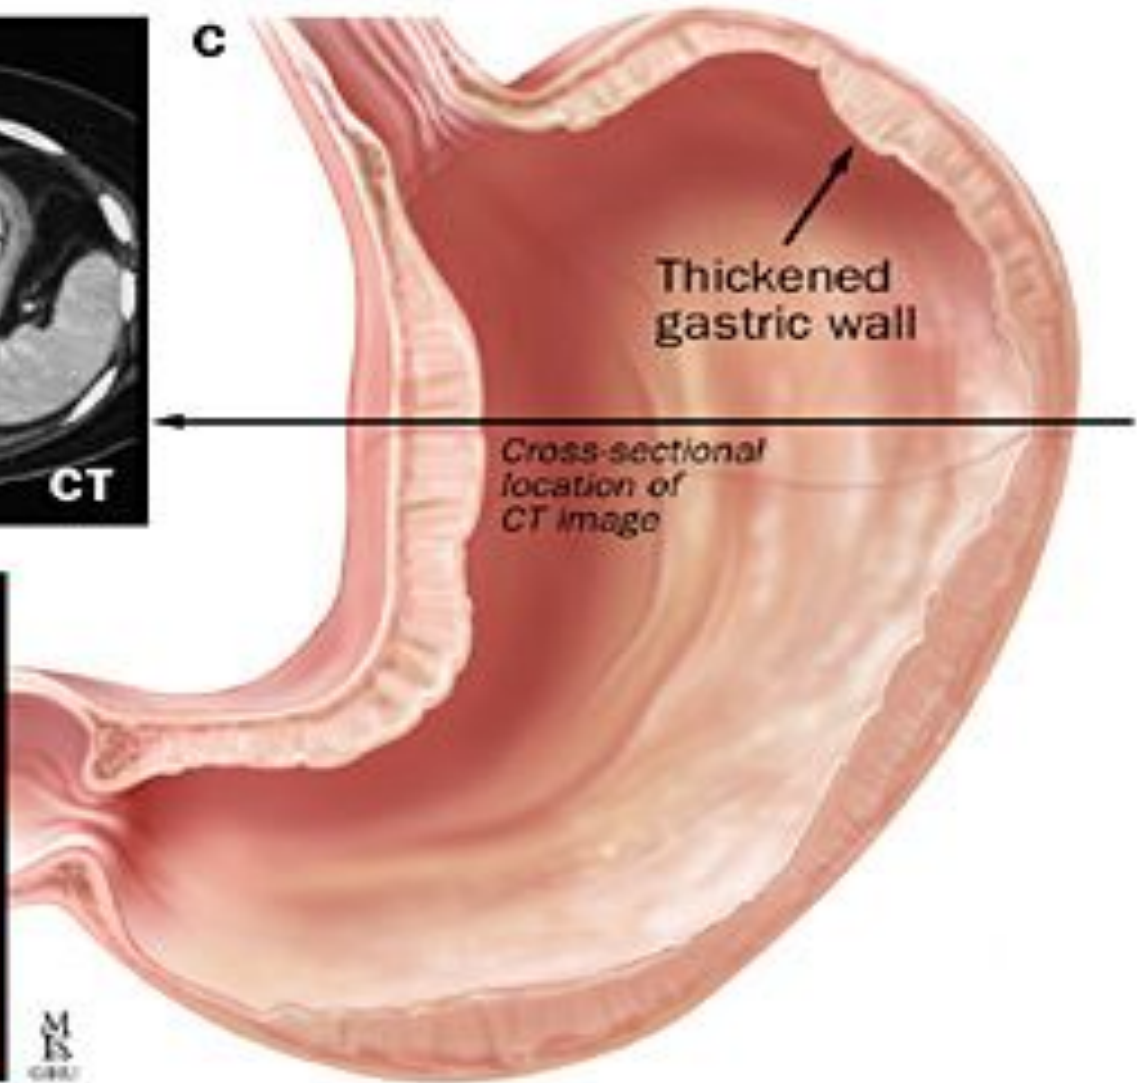 C
Thickened
gastric wall
Cross-sectional
location of
CT image
CT
M